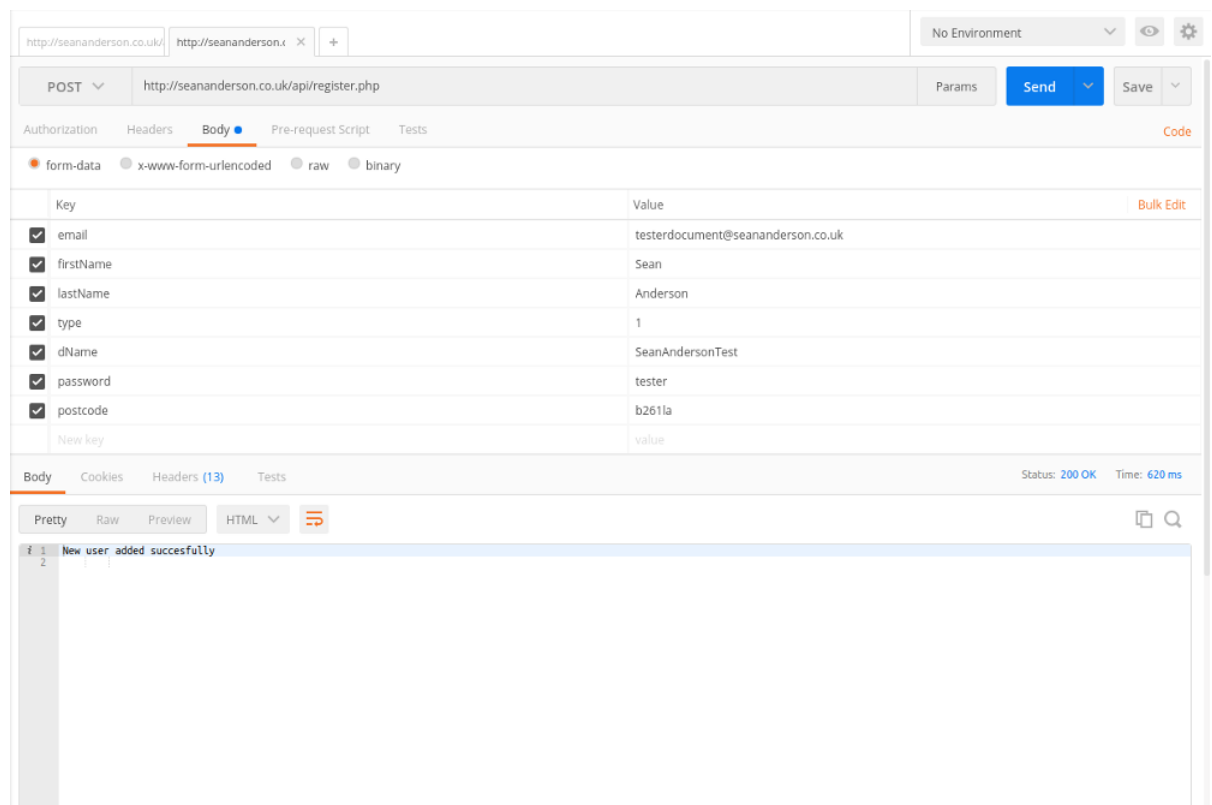 http://seananderson.co.uk/ http://seananderson.c × + No Environment
POST http://seananderson.co.uk/api/register.php Params Send Save
Authorization Headers Body Pre-request Script Tests Code
form-data x-www-form-urlencoded raw binary
Key Value Bulk Edit
email testerdocument@seananderson.co.uk
firstName Sean
lastName Anderson
type 1
dName SeanAndersonTest
password tester
postcode b261la
New key value
Body Cookies Headers (13) Tests Status: 200 OK Time: 620 ms
Pretty Raw Preview HTML
i 1 New user added succesfully
2